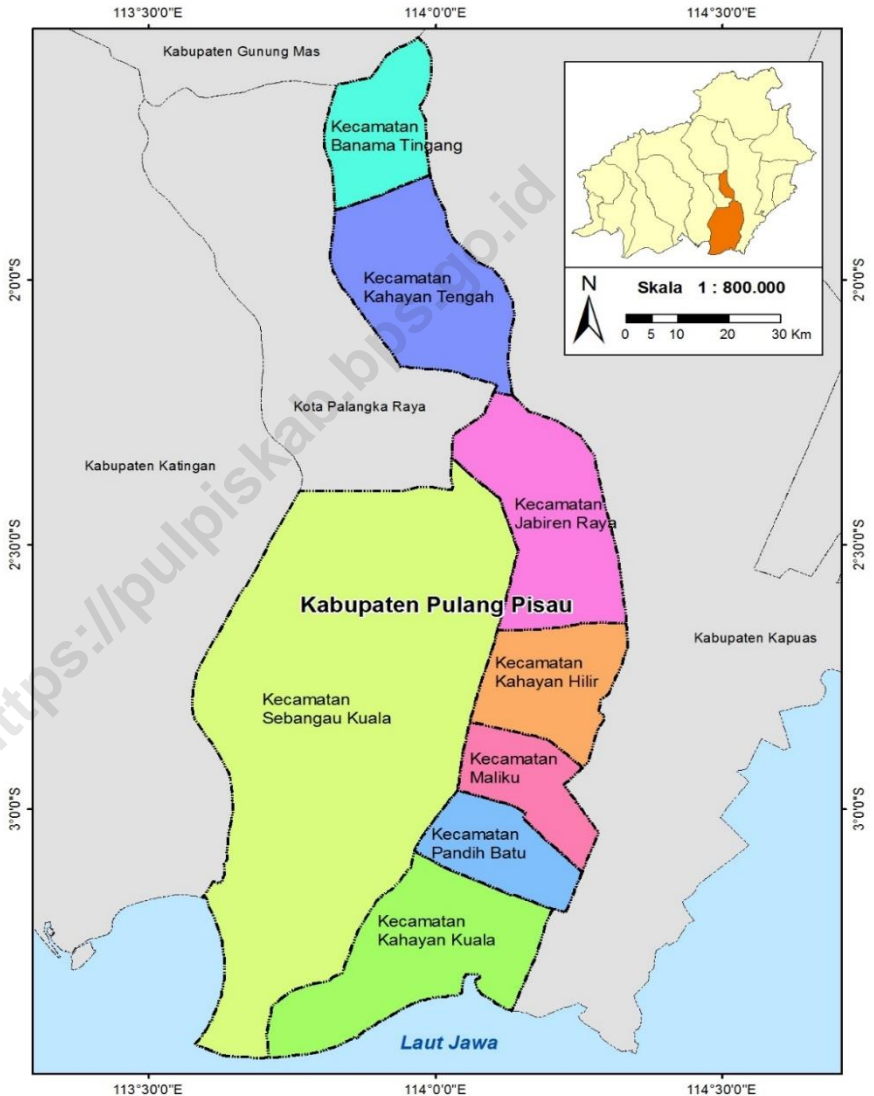 113°30'0"E
114°0'0"E
114°30'0"E
Kabupaten Gunung Mas
Kecamatan
Banama Tingang
N
Skala 1 : 800.000
0 5 10 20 30 Km
2°0'0"S
2°0'0"S
Kecamatan
Kahayan Tengah
Kota Palangka Raya
Kabupaten Katingan
Kecamatan
Jabiren Raya
2°30'0"S
2°30'0"S
Kabupaten Pulang Pisau
Kabupaten Kapuas
Kecamatan
Kahayan Hilir
Kecamatan
Sebangau Kuala
Kecamatan
Maliku
3°0'0"S
3°0'0"S
Kecamatan
Pandih Batu
Kecamatan
Kahayan Kuala
Laut Jawa
113°30'0"E
114°0'0"E
114°30'0"E
https://pulpiskab.bps.go.id